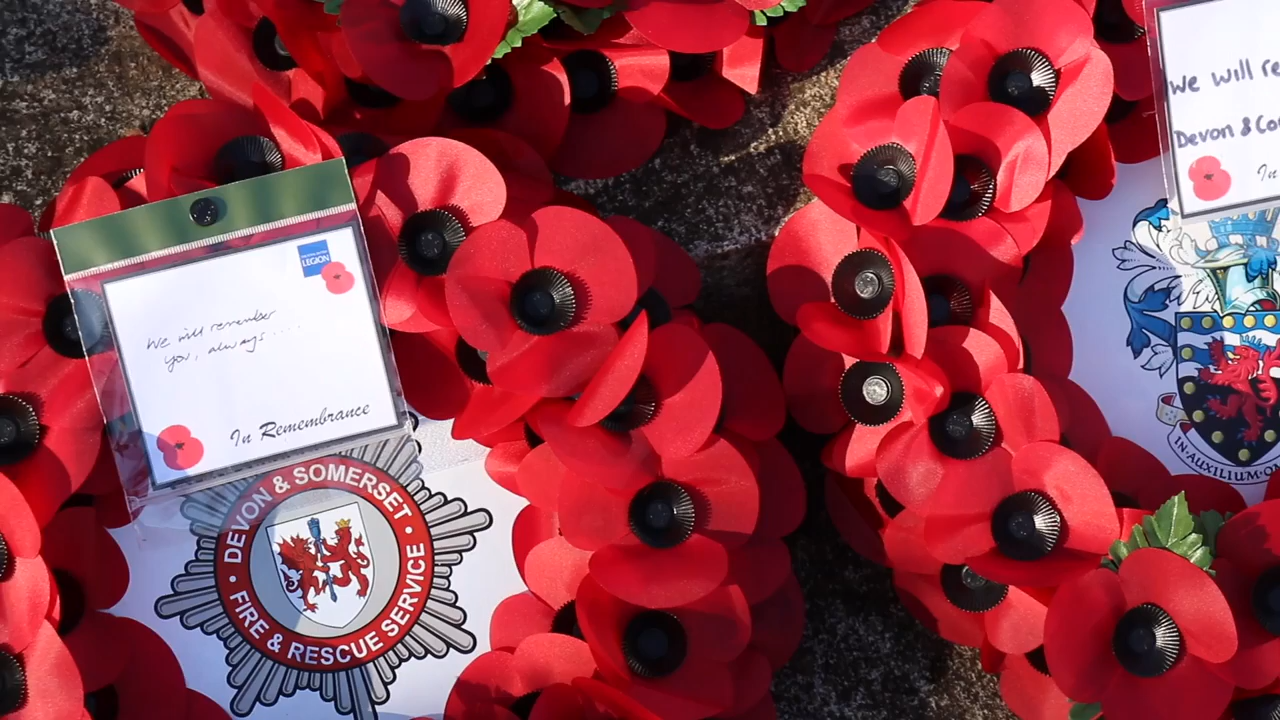 LEGION
We will remember
you, always....
In Remembrance
DEVON & SOMERSET
FIRE & RESCUE SERVICE
We will re
Devon & Co
In
IN·AUXILIUM·O